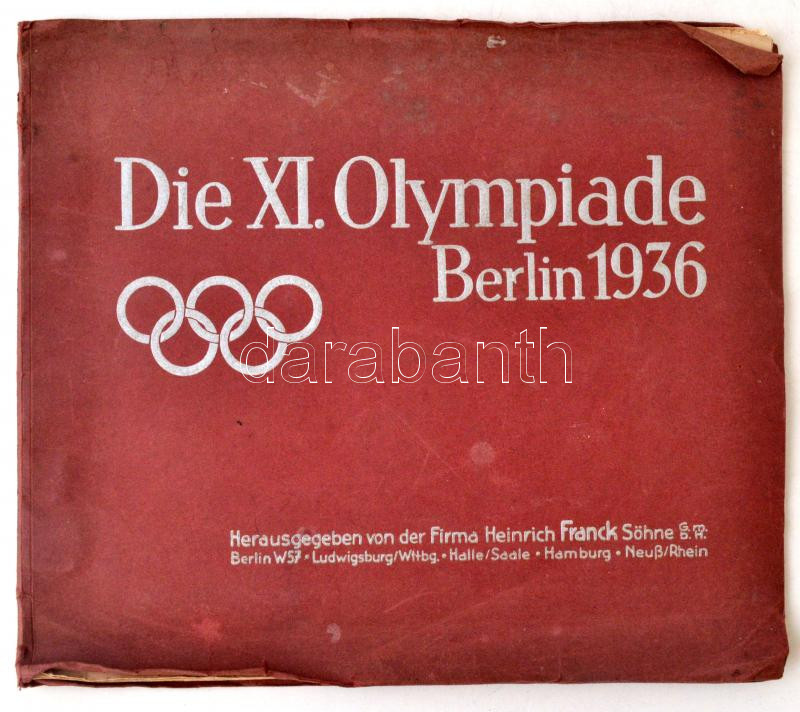 Die XI. Olympiade
Berlin 1936
darabanth
Herausgegeben von der Firma Heinrich Franck Söhne G.m.b.H.
Berlin W57 · Ludwigsburg/Wttbg. · Halle/Saale · Hamburg · Neuß/Rhein